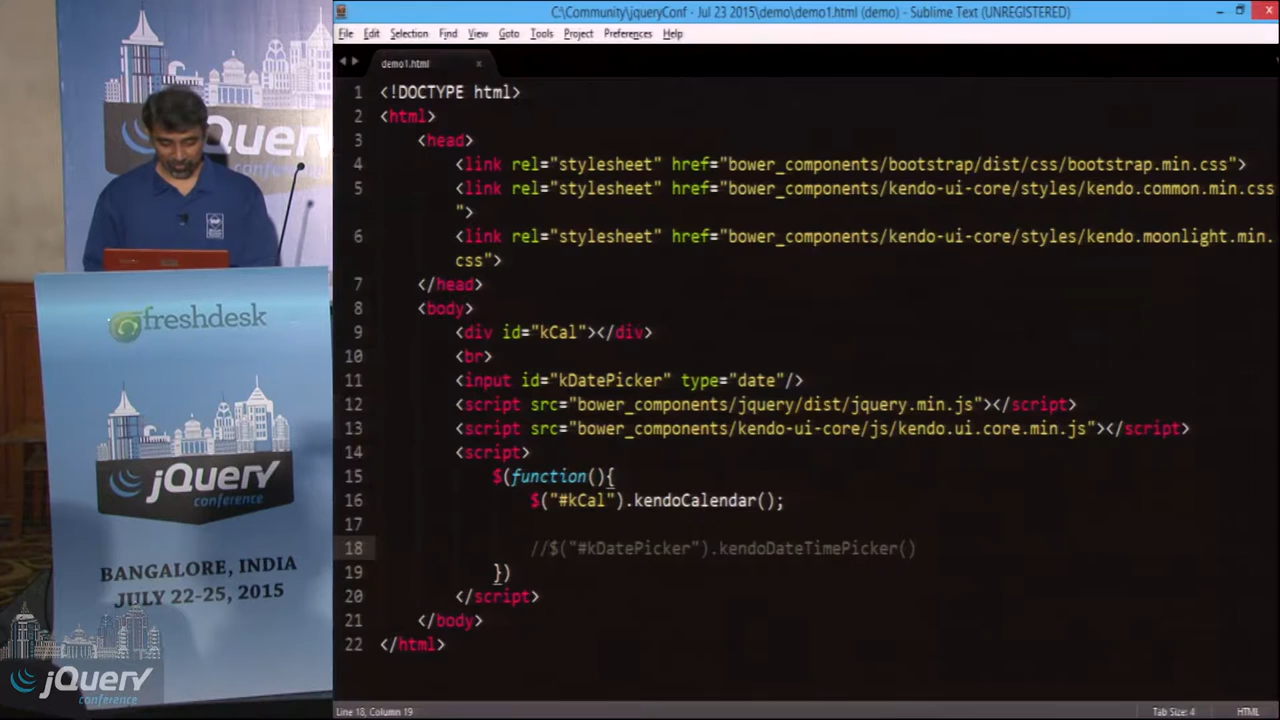 C:\Community\jqueryConf - Jul 23 2015\demo\demo1.html (demo) - Sublime Text (UNREGISTERED)
File Edit Selection Find View Goto Tools Project Preferences Help
demo1.html
1 <!DOCTYPE html>
2 <html>
3 <head>
4 <link rel="stylesheet" href="bower_components/bootstrap/dist/css/bootstrap.min.css">
5 <link rel="stylesheet" href="bower_components/kendo-ui-core/styles/kendo.common.min.css
">
6 <link rel="stylesheet" href="bower_components/kendo-ui-core/styles/kendo.moonlight.min.
css">
7 </head>
8 <body>
9 <div id="kCal"></div>
10 <br>
11 <input id="kDatePicker" type="date"/>
12 <script src="bower_components/jquery/dist/jquery.min.js"></script>
13 <script src="bower_components/kendo-ui-core/js/kendo.ui.core.min.js"></script>
14 <script>
15 $(function(){
16 $("#kCal").kendoCalendar();
17
18 //$("#kDatePicker").kendoDateTimePicker()
19 })
20 </script>
21 </body>
22 </html>
Line 18, Column 19
Tab Size: 4 HTML
jQuery
conference
freshdesk
jQuery
conference
BANGALORE, INDIA
JULY 22-25, 2015
jQuery
conference